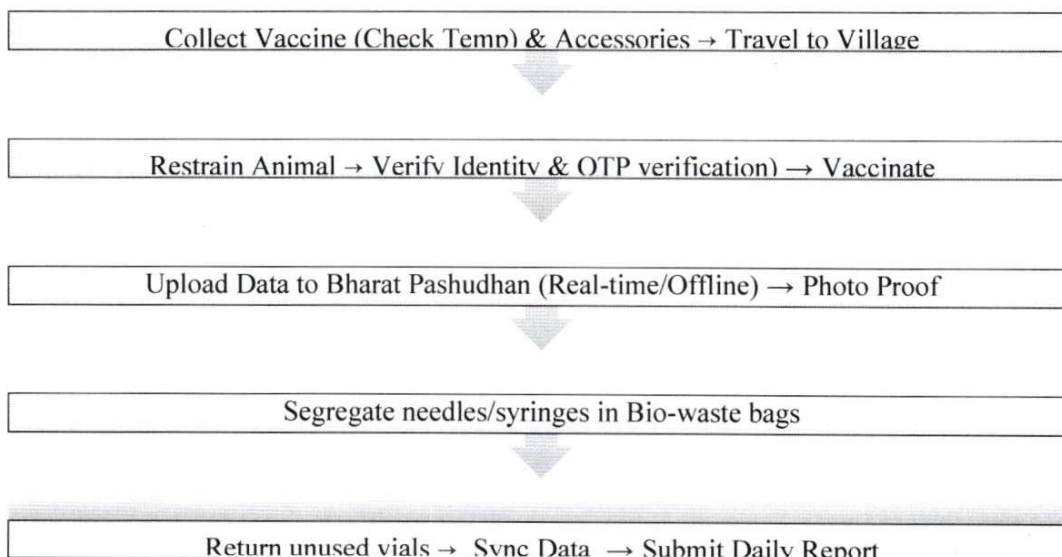 Collect Vaccine (Check Temp) & Accessories → Travel to Village
Restrain Animal → Verify Identity & OTP verification) → Vaccinate
Upload Data to Bharat Pashudhan (Real-time/Offline) → Photo Proof
Segregate needles/syringes in Bio-waste bags
Return unused vials → Sync Data → Submit Daily Report